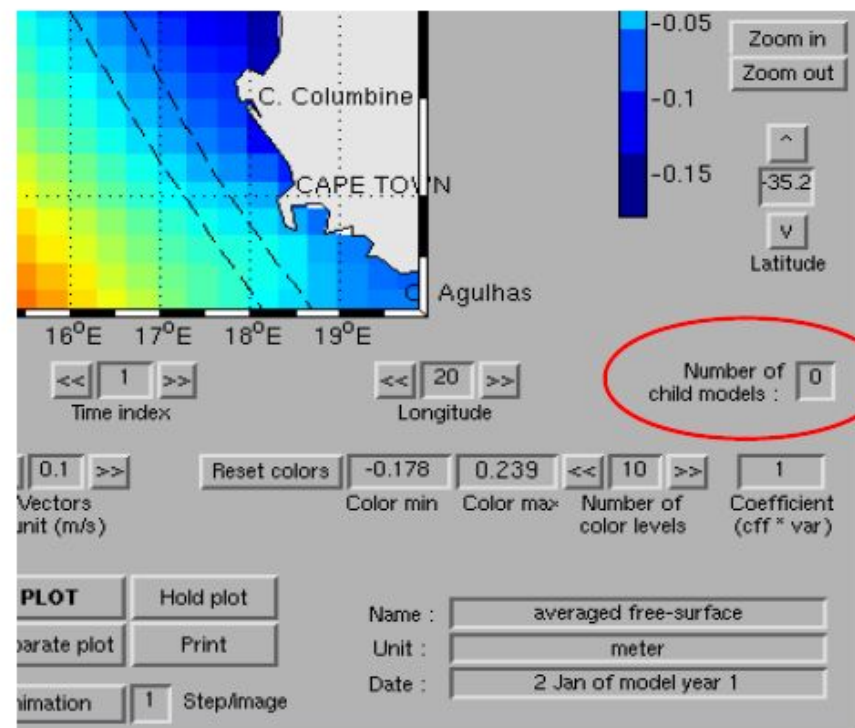 -0.05
Zoom in
Zoom out
C. Columbine
-0.1
^
CAPE TOWN
-0.15
-35.2
v
Latitude
C Agulhas
16°E 17°E 18°E 19°E
<< 1 >>
Time index
<< 20 >>
Longitude
Number of
child models :
0
0.1 >>
Vectors
unit (m/s)
Reset colors
-0.178
Color min
0.239
Color max
<< 10 >>
Number of
color levels
1
Coefficient
(cff * var)
PLOT
Hold plot
parate plot
Print
nimation
1 Step/image
Name : averaged free-surface
Unit : meter
Date : 2 Jan of model year 1